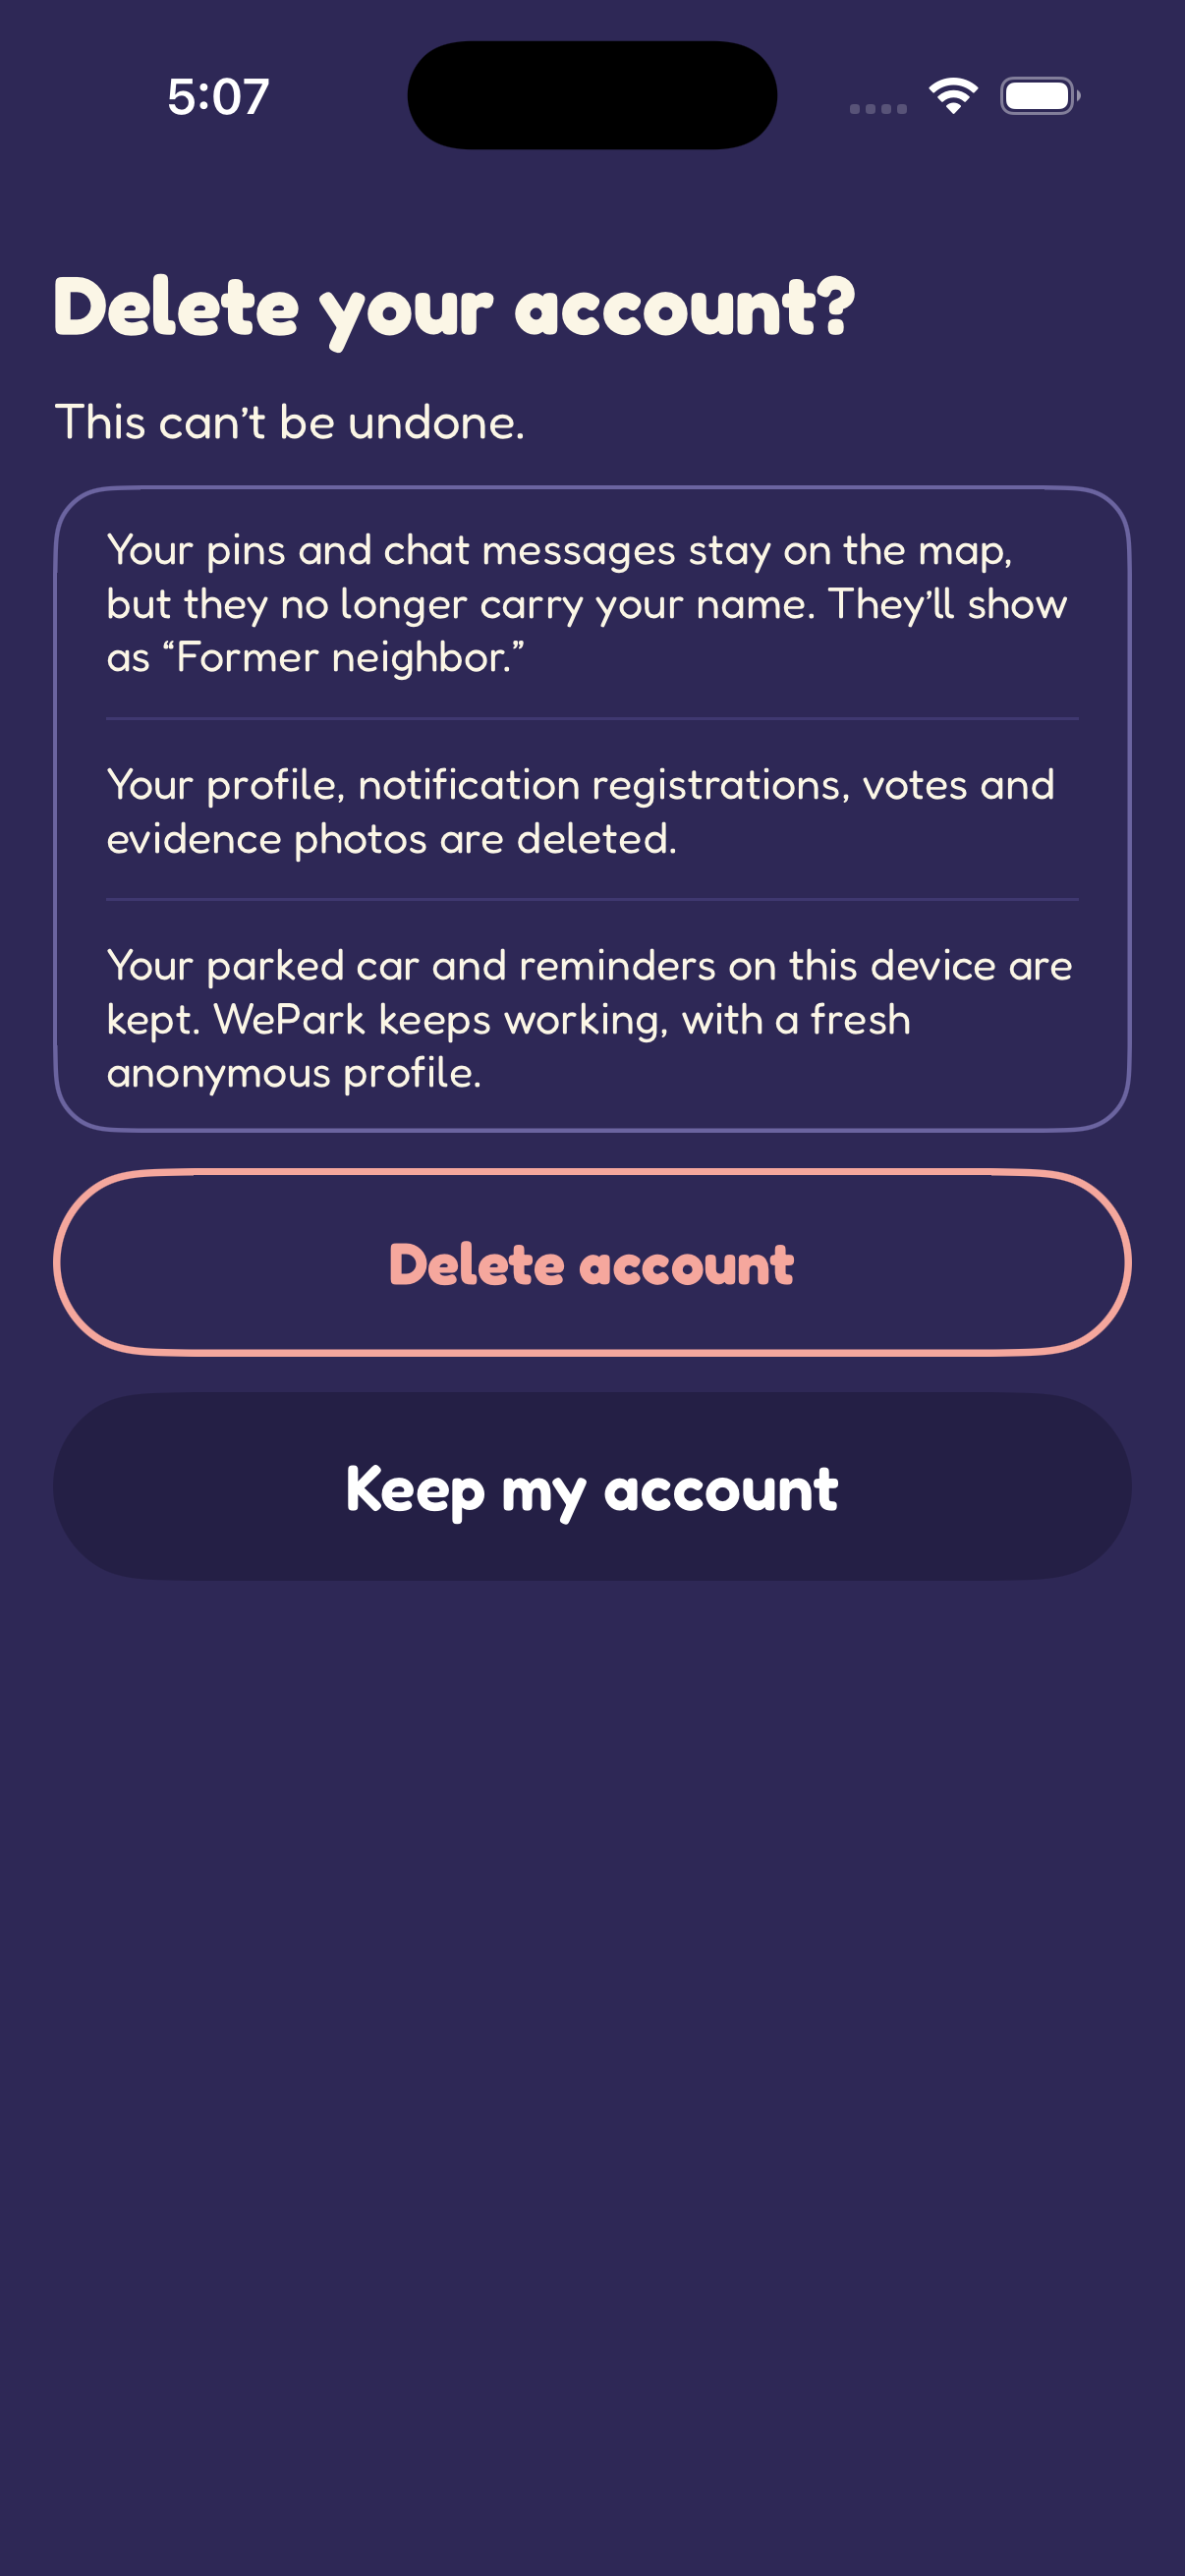 5:07
Delete your account?
This can’t be undone.
Your pins and chat messages stay on the map,
but they no longer carry your name. They’ll show
as “Former neighbor.”
Your profile, notification registrations, votes and
evidence photos are deleted.
Your parked car and reminders on this device are
kept. WePark keeps working, with a fresh
anonymous profile.
Delete account
Keep my account